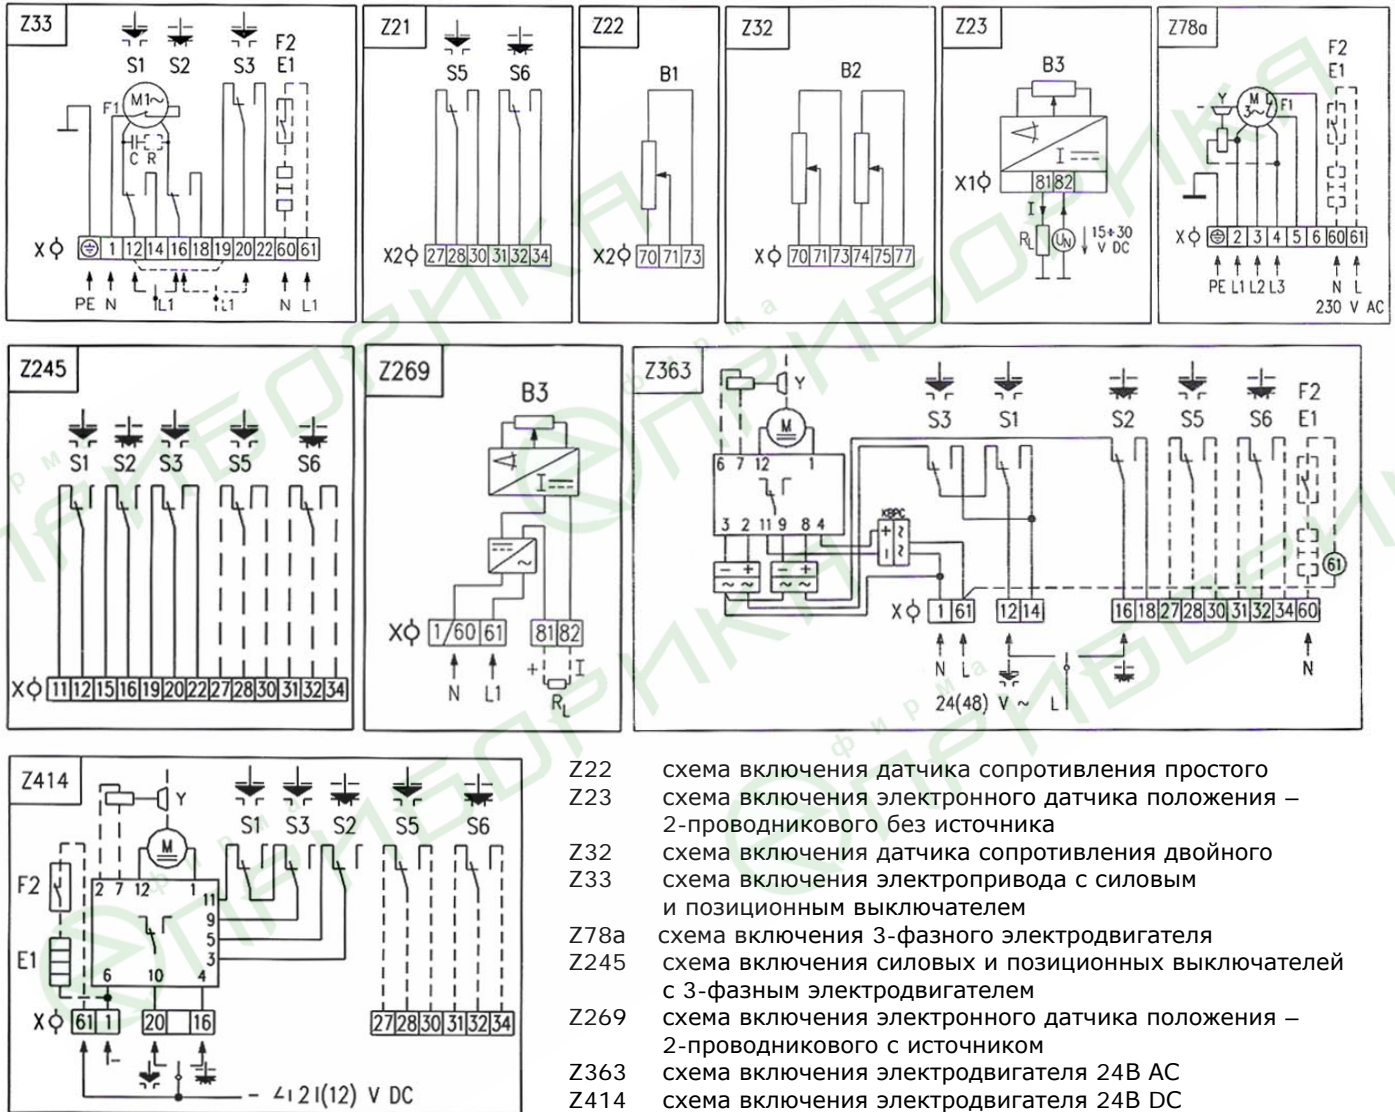 Z33
S1 S2 S3
F2
E1
M1~
F1
C R
X 1 12 14 16 18 19 20 22 60 61
PE N L1 L1 N L1
Z21
S5 S6
X2 27 28 30 31 32 34
Z22
B1
X2 70 71 73
Z32
B2
X 70 71 73 74 75 77
Z23
B3
I
X1 81 82
I
RL UN 15÷30
V DC
Z78a
F2
E1
Y M 3~ F1
X 2 3 4 5 6 60 61
PE L1 L2 L3 N L
230 V AC
Z245
S1 S2 S3 S5 S6
X 11 12 15 16 19 20 22 27 28 30 31 32 34
Z269
B3
I
~
X 1/60 61 81 82
N L1 + I
RL
Z363
Y
M
S3 S1 S2 S5 S6
F2
E1
6 7 12 1
3 2 11 9 8 4
KBPC
+ ~
- ~
- + - +
~ ~ ~ ~
61
X 1 61 12 14 16 18 27 28 30 31 32 34 60
N L N
24(48) V ~ L
Z414
Y
M
S1 S3 S2 S5 S6
F2
E1
2 7 12 1
11
9
5
3
6 10 4
X 61 1 20 16 27 28 30 31 32 34
-
(12) V DC
Z22 схема включения датчика сопротивления простого
Z23 схема включения электронного датчика положения –
2-проводникового без источника
Z32 схема включения датчика сопротивления двойного
Z33 схема включения электропривода с силовым
и позиционным выключателем
Z78a схема включения 3-фазного электродвигателя
Z245 схема включения силовых и позиционных выключателей
с 3-фазным электродвигателем
Z269 схема включения электронного датчика положения –
2-проводникового с источником
Z363 схема включения электродвигателя 24В AC
Z414 схема включения электродвигателя 24В DC
фирма
ПРИБОРИКА